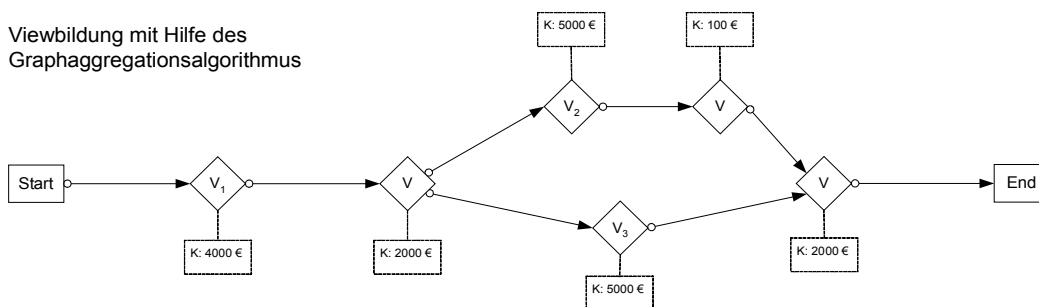 Viewbildung mit Hilfe des
Graphaggregationsalgorithmus
K: 5000 €
K: 100 €
V2
V
Start
V1
V
V
End
V3
K: 4000 €
K: 2000 €
K: 2000 €
K: 5000 €